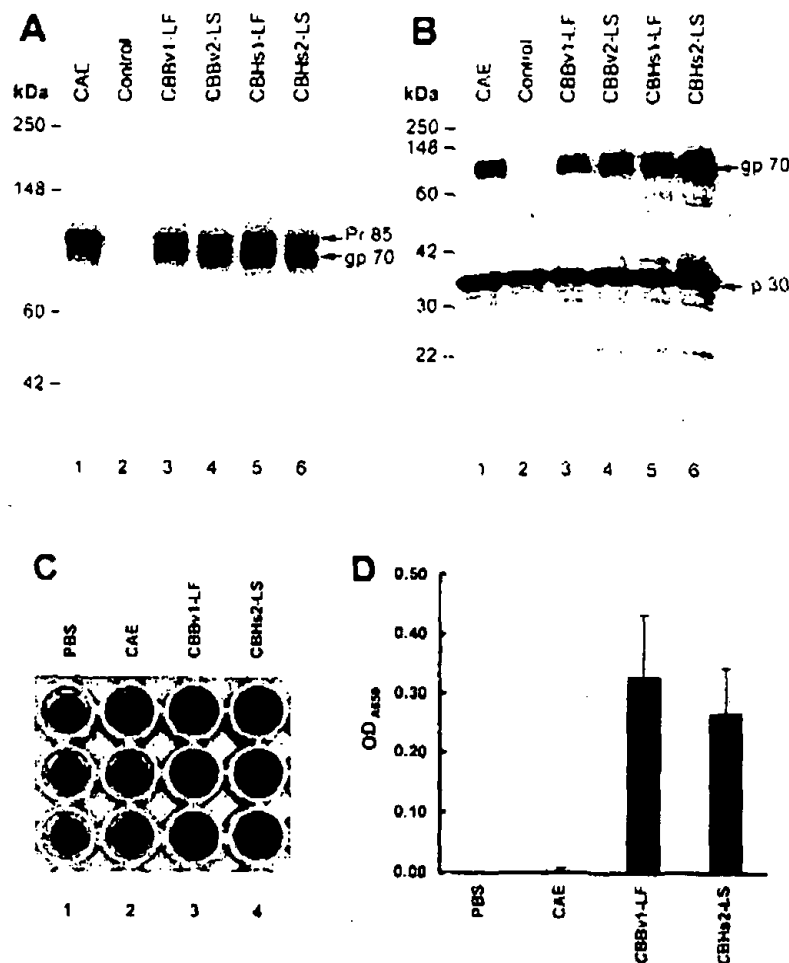 A
kDa
CAE
Control
CBBv1-LF
CBBv2-LS
CBHs1-LF
CBHs2-LS
250
148
60
42
Pr 85
gp 70
1 2 3 4 5 6
B
kDa
CAE
Control
CBBv1-LF
CBBv2-LS
CBHs1-LF
CBHs2-LS
250
148
60
42
30
22
gp 70
p 30
1 2 3 4 5 6
C
PBS
CAE
CBBv1-LF
CBHs2-LS
1 2 3 4
D
OD A650
0.50
0.40
0.30
0.20
0.10
0.00
PBS
CAE
CBBv1-LF
CBHs2-LS